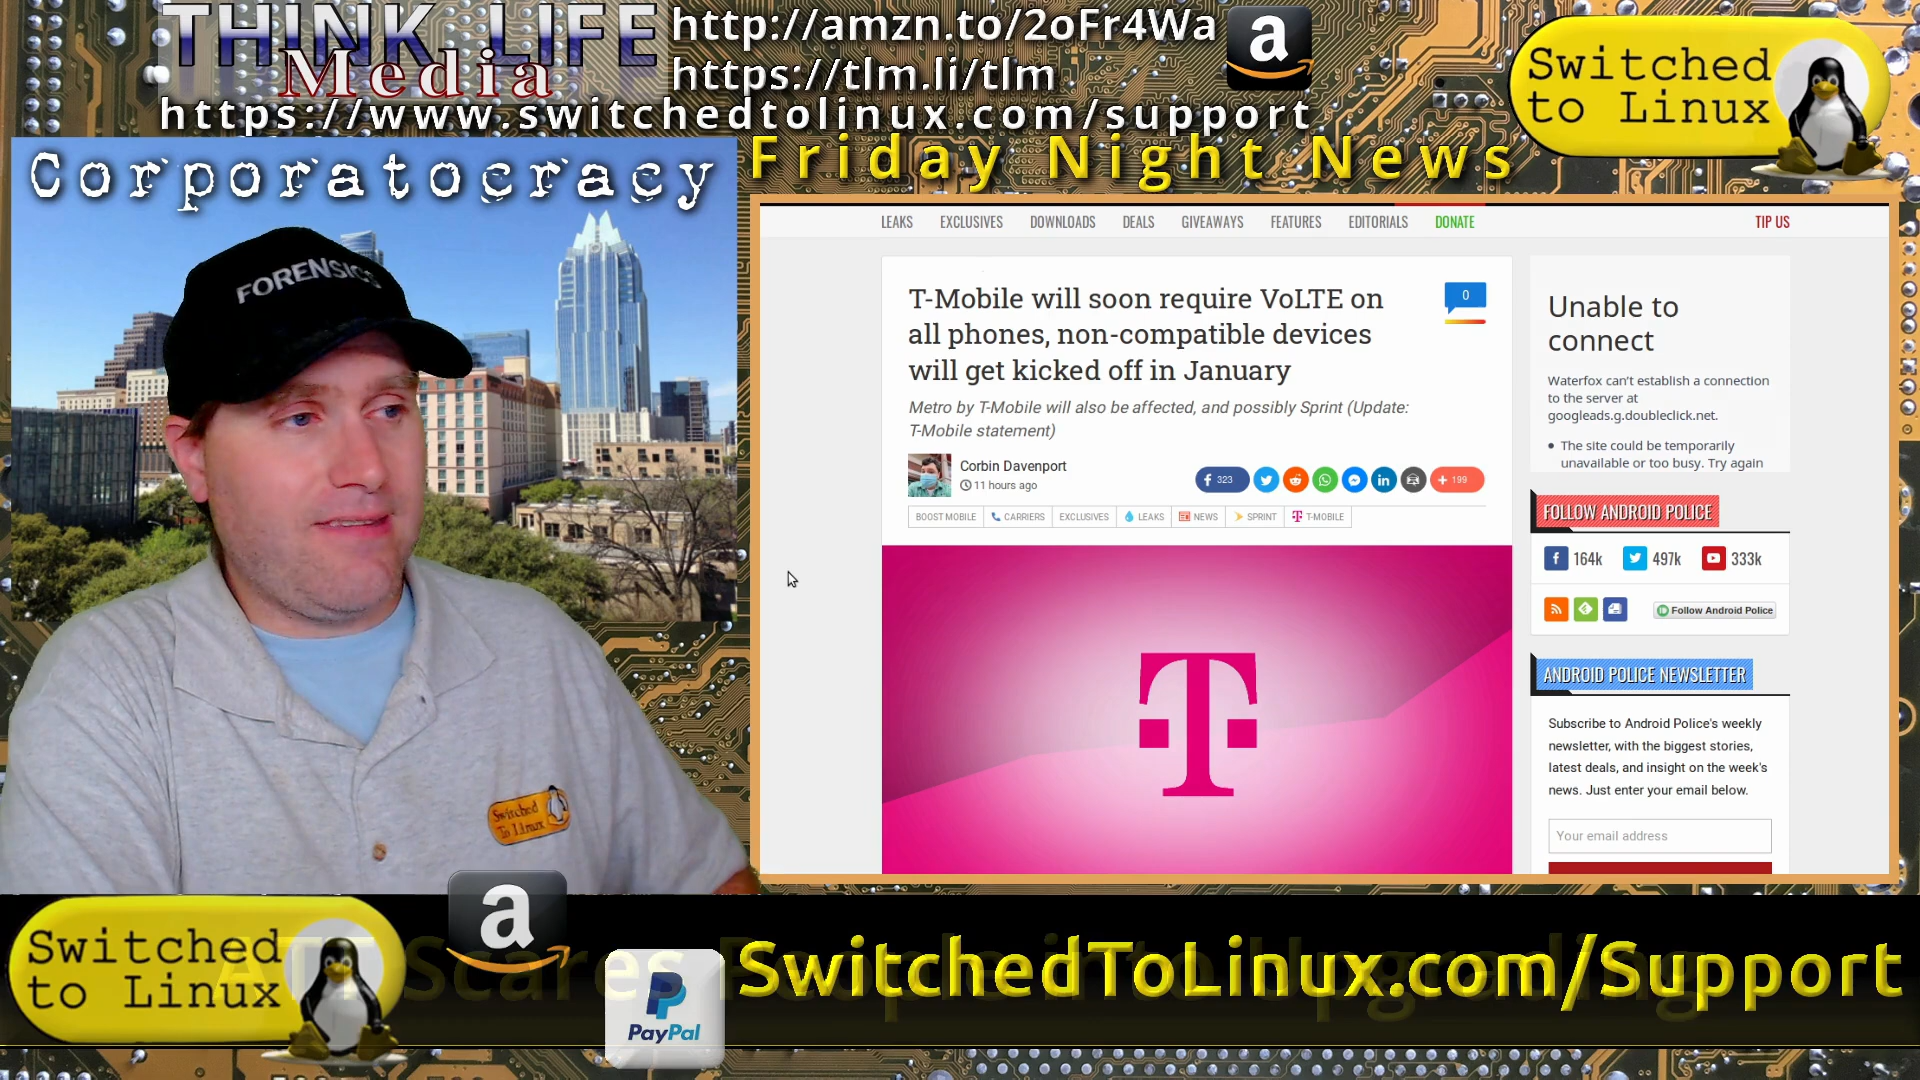 THINK LIFE
Media
http://amzn.to/2oFr4Wa
https://tlm.li/tlm
https://www.switchedtolinux.com/support
a
Switched
to Linux
Corporatocracy
Friday Night News
FORENSICS
LEAKS EXCLUSIVES DOWNLOADS DEALS GIVEAWAYS FEATURES EDITORIALS DONATE TIP US
T-Mobile will soon require VoLTE on
all phones, non-compatible devices
will get kicked off in January
0
Metro by T-Mobile will also be affected, and possibly Sprint (Update:
T-Mobile statement)
Corbin Davenport
11 hours ago
323
+ 199
BOOST MOBILE CARRIERS EXCLUSIVES LEAKS NEWS SPRINT T-MOBILE
T
Unable to
connect
Waterfox can't establish a connection
to the server at
googleads.g.doubleclick.net.
• The site could be temporarily
unavailable or too busy. Try again
FOLLOW ANDROID POLICE
164k 497k 333k
Follow Android Police
ANDROID POLICE NEWSLETTER
Subscribe to Android Police's weekly
newsletter, with the biggest stories,
latest deals, and insight on the week's
news. Just enter your email below.
Your email address
Switched
To Linux
Switched
to Linux
a
PayPal
SwitchedToLinux.com/Support